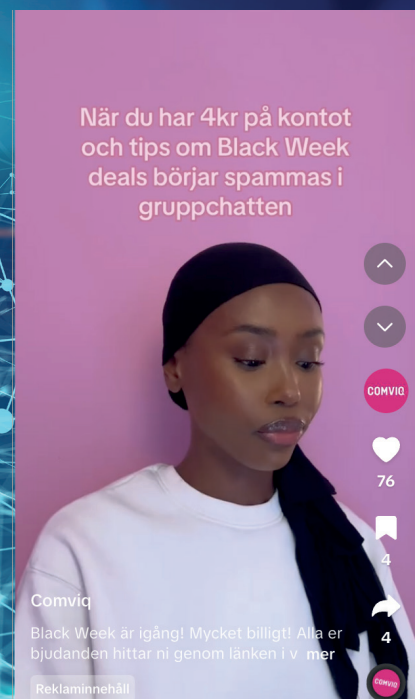 När du har 4kr på kontot
och tips om Black Week
deals börjar spammas i
gruppchatten
COMVIQ
76
4
4
Comviq
Black Week är igång! Mycket billigt! Alla er
bjudanden hittar ni genom länken i v mer
Reklaminnehåll
COMVIQ